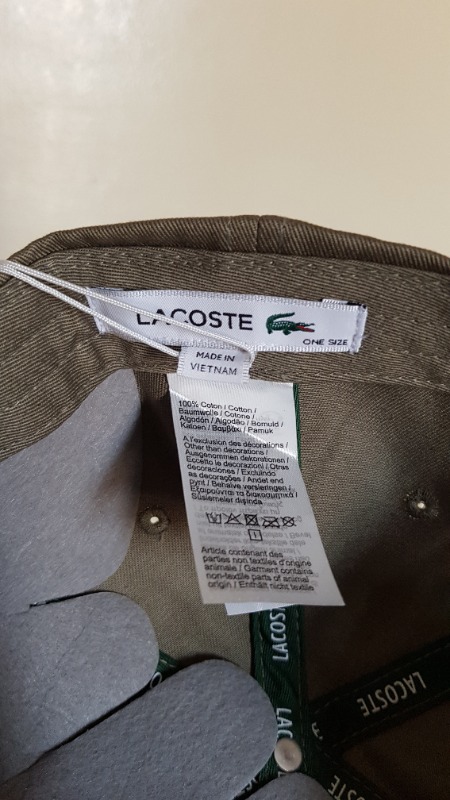 LACOSTE
ONE SIZE
MADE IN
VIETNAM
100% Coton / Cotton /
Baumwolle / Cotone /
Algodón / Algodão / Bomuld /
Katoen / Βαμβάκι / Pamuk
A l'exclusion des décorations /
Other than decorations /
Ausgenommen dekorationen /
Eccetto le decorazioni / Otras
decoraciones / Excluindo
as decorações / Andet end
pynt / Behalve versieringen /
Εξαιρούνται τα διακοσμητικά /
Süslemeler dışında
Article contenant des
parties non textiles d'origine
animale / Garment contains
non-textile parts of animal
origin / Enthält nicht textile
LACOSTE
LACOSTE
LAC